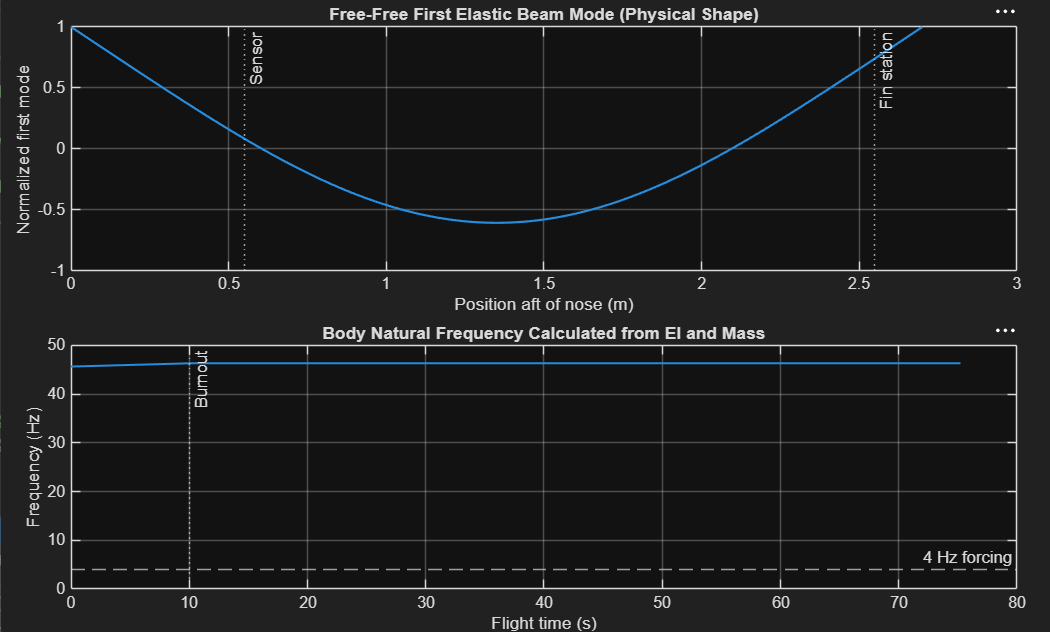 Free-Free First Elastic Beam Mode (Physical Shape)
Normalized first mode
1
0.5
0
-0.5
-1
Sensor
Fin station
0 0.5 1 1.5 2 2.5 3
Position aft of nose (m)
Body Natural Frequency Calculated from EI and Mass
Frequency (Hz)
50
40
30
20
10
0
Burnout
4 Hz forcing
0 10 20 30 40 50 60 70 80
Flight time (s)